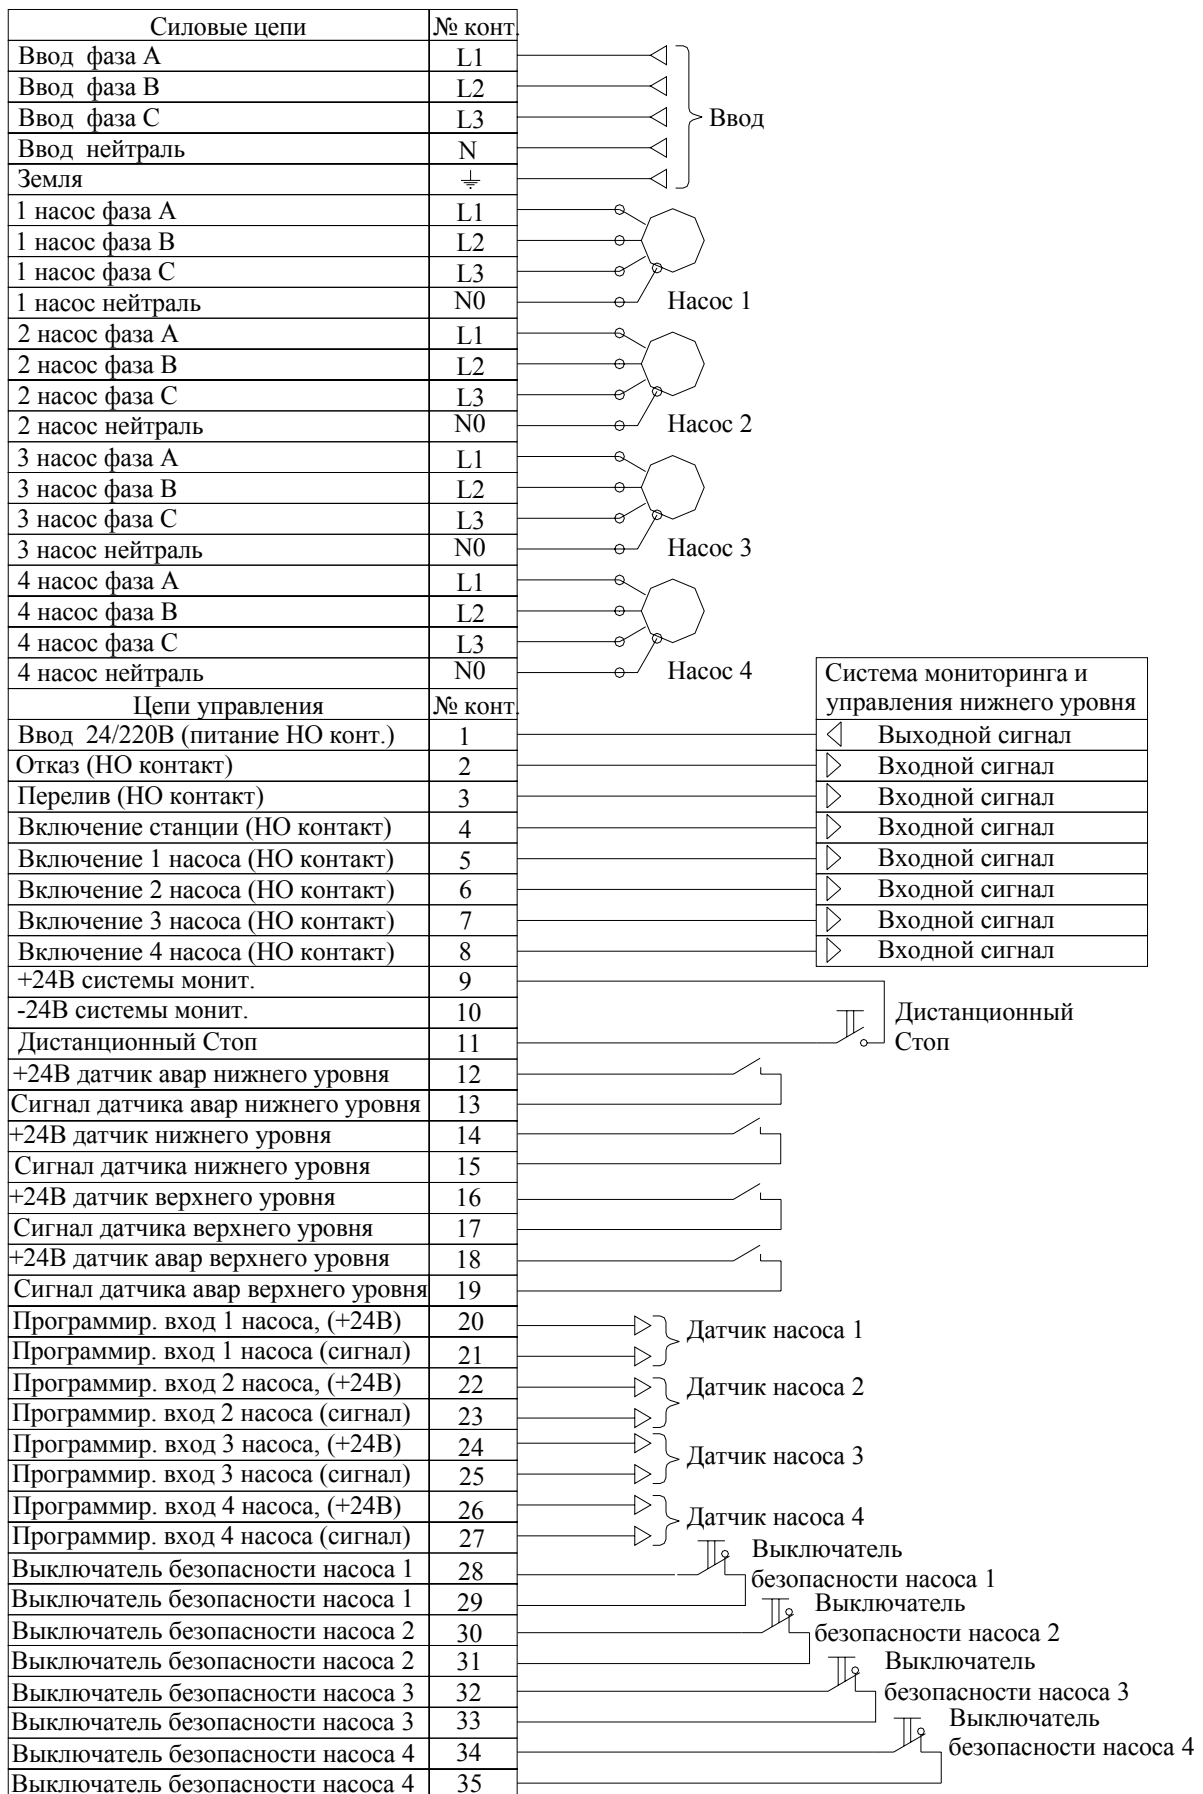 Силовые цепи № конт.
Ввод фаза А L1
Ввод фаза В L2
Ввод фаза С L3
Ввод нейтраль N
Земля
Ввод
1 насос фаза А L1
1 насос фаза В L2
1 насос фаза С L3
1 насос нейтраль N0
Насос 1
2 насос фаза А L1
2 насос фаза В L2
2 насос фаза С L3
2 насос нейтраль N0
Насос 2
3 насос фаза А L1
3 насос фаза В L2
3 насос фаза С L3
3 насос нейтраль N0
Насос 3
4 насос фаза А L1
4 насос фаза В L2
4 насос фаза С L3
4 насос нейтраль N0
Насос 4
Система мониторинга и
управления нижнего уровня
Цепи управления № конт.
Ввод 24/220В (питание НО конт.) 1 Выходной сигнал
Отказ (НО контакт) 2 Входной сигнал
Перелив (НО контакт) 3 Входной сигнал
Включение станции (НО контакт) 4 Входной сигнал
Включение 1 насоса (НО контакт) 5 Входной сигнал
Включение 2 насоса (НО контакт) 6 Входной сигнал
Включение 3 насоса (НО контакт) 7 Входной сигнал
Включение 4 насоса (НО контакт) 8 Входной сигнал
+24В системы монит. 9
-24В системы монит. 10
Дистанционный Стоп 11
Дистанционный
Стоп
+24В датчик авар нижнего уровня 12
Сигнал датчика авар нижнего уровня 13
+24В датчик нижнего уровня 14
Сигнал датчика нижнего уровня 15
+24В датчик верхнего уровня 16
Сигнал датчика верхнего уровня 17
+24В датчик авар верхнего уровня 18
Сигнал датчика авар верхнего уровня 19
Программир. вход 1 насоса, (+24В) 20
Программир. вход 1 насоса (сигнал) 21
Датчик насоса 1
Программир. вход 2 насоса, (+24В) 22
Программир. вход 2 насоса (сигнал) 23
Датчик насоса 2
Программир. вход 3 насоса, (+24В) 24
Программир. вход 3 насоса (сигнал) 25
Датчик насоса 3
Программир. вход 4 насоса, (+24В) 26
Программир. вход 4 насоса (сигнал) 27
Датчик насоса 4
Выключатель безопасности насоса 1 28
Выключатель безопасности насоса 1 29
Выключатель
безопасности насоса 1
Выключатель безопасности насоса 2 30
Выключатель безопасности насоса 2 31
Выключатель
безопасности насоса 2
Выключатель безопасности насоса 3 32
Выключатель безопасности насоса 3 33
Выключатель
безопасности насоса 3
Выключатель безопасности насоса 4 34
Выключатель безопасности насоса 4 35
Выключатель
безопасности насоса 4